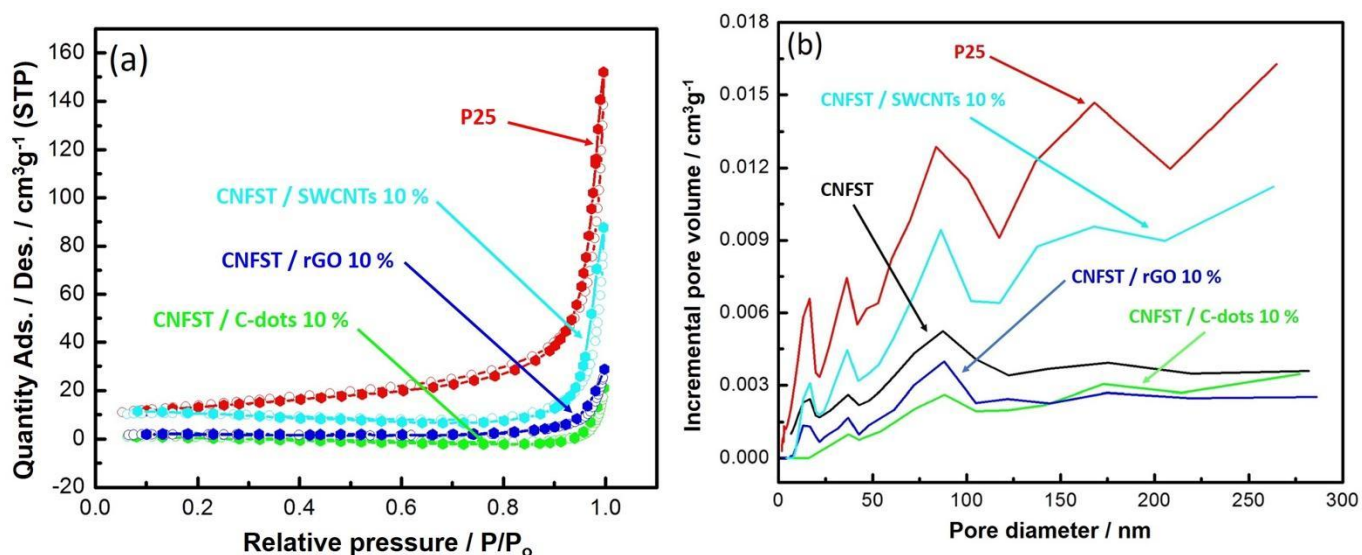 (a)
Quantity Ads. / Des. / cm³g⁻¹ (STP)
160
140
120
100
80
60
40
20
0
-20
P25
CNFST / SWCNTs 10 %
CNFST / rGO 10 %
CNFST / C-dots 10 %
0.0
0.2
0.4
0.6
0.8
1.0
Relative pressure / P/Pₒ
(b)
Incremental pore volume / cm³g⁻¹
0.018
0.015
0.012
0.009
0.006
0.003
0.000
P25
CNFST / SWCNTs 10 %
CNFST
CNFST / rGO 10 %
CNFST / C-dots 10 %
0
50
100
150
200
250
300
Pore diameter / nm